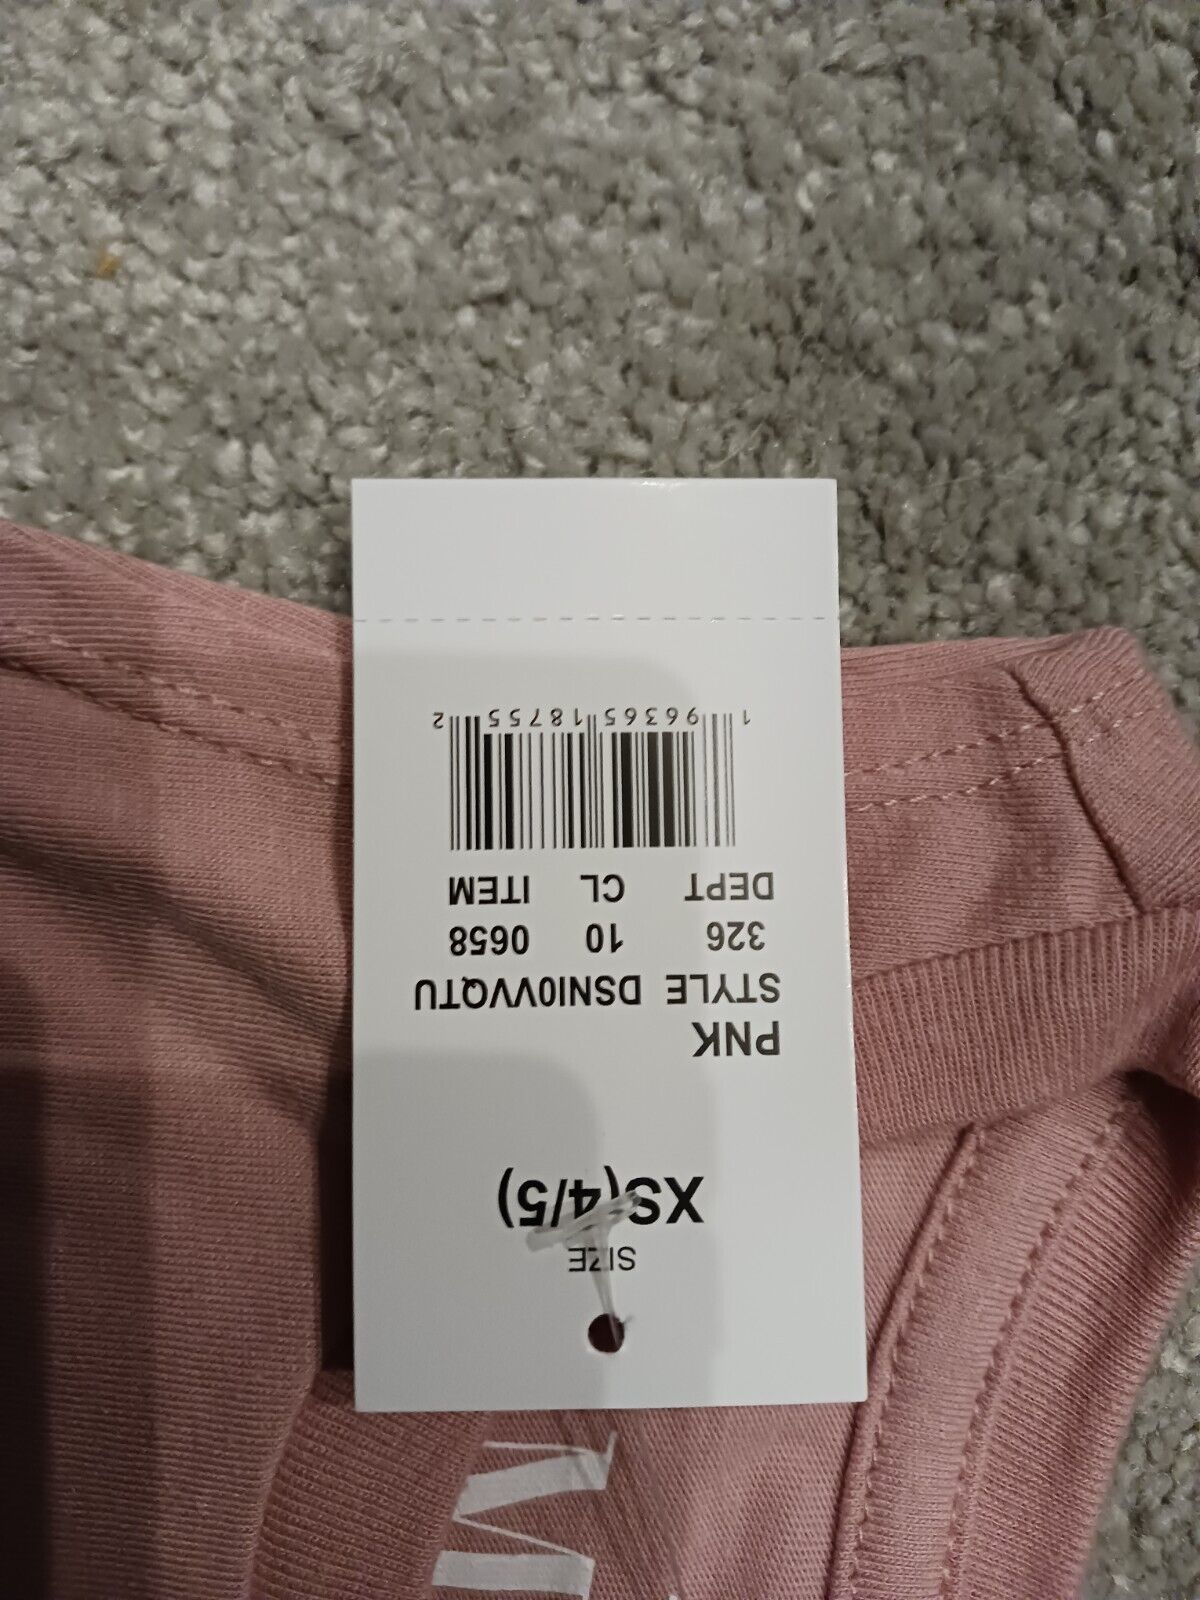 SIZE
XS(4/5)
PNK
STYLE DSNI0VVQTU
326 10 0658
DEPT CL ITEM
1 96365 18755 2
M